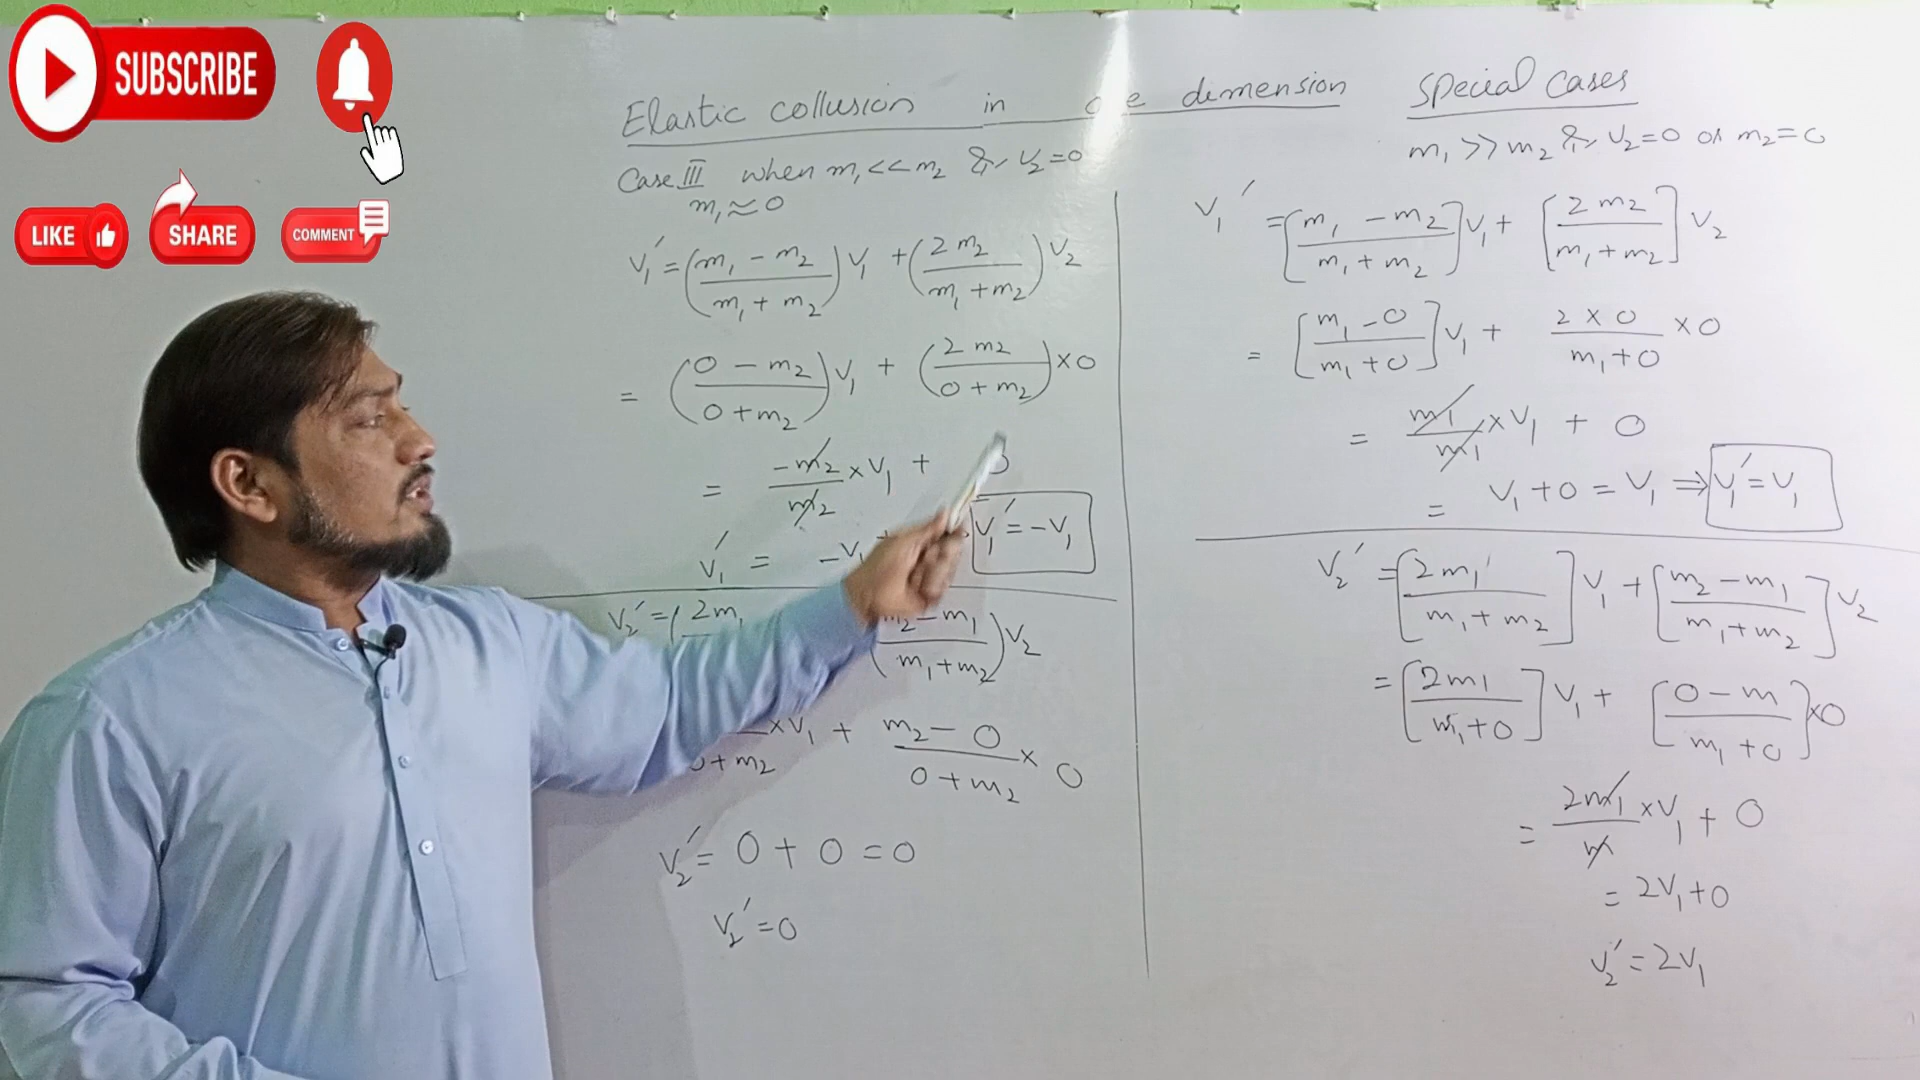 SUBSCRIBE
LIKE
SHARE
COMMENT
Elastic collusion in o e dimension
Case III when m₁<<m₂ & V₂=0
m₁≈0
V₁′=(m₁ - m₂ / m₁ + m₂)V₁ +(2m₂ / m₁ + m₂)V₂
= (0 - m₂ / 0+m₂)V₁ + (2m₂ / 0+m₂)×0
= -m₂ / m₂ ×V₁ + 0
V₁′ = -V₁+
V₁′=-V₁
V₂′=(2m₁
m₂-m₁ / m₁+m₂)V₂
0+m₂ ×V₁ + m₂-0 / 0+m₂ × 0
V₂′= 0 + 0 = 0
V₂′=0
Special Cases
m₁>>m₂ & V₂=0 or m₂=0
V₁′ =[m₁ - m₂ / m₁ + m₂]V₁+ [2m₂ / m₁+m₂]V₂
= [m₁-0 / m₁+0]V₁ + 2×0 / m₁+0 ×0
= m₁ / m₁ ×V₁ + 0
= V₁+0 = V₁ ⇒ V₁′=V₁
V₂′ =[2m₁ / m₁+m₂]V₁ +[m₂-m₁ / m₁+m₂]V₂
=[2m₁ / m₁+0]V₁ + [0-m / m₁+0]×0
= 2m₁ / m ×V₁ + 0
= 2V₁+0
V₂′=2V₁